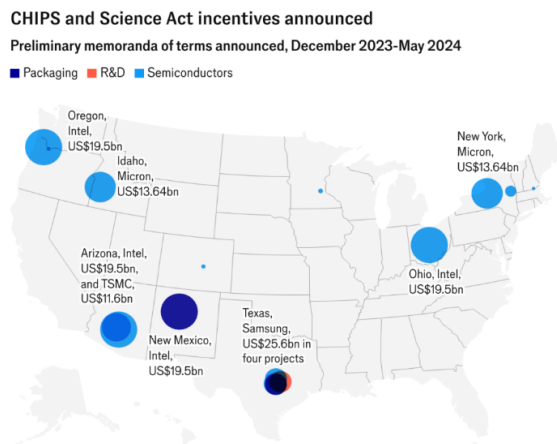 CHIPS and Science Act incentives announced
Preliminary memoranda of terms announced, December 2023-May 2024
Packaging R&D Semiconductors
Oregon,
Intel,
US$19.5bn
Idaho,
Micron,
US$13.64bn
New York,
Micron,
US$13.64bn
Arizona, Intel,
US$19.5bn,
and TSMC,
US$11.6bn
Ohio, Intel,
US$19.5bn
New Mexico,
Intel,
US$19.5bn
Texas,
Samsung,
US$25.6bn in
four projects